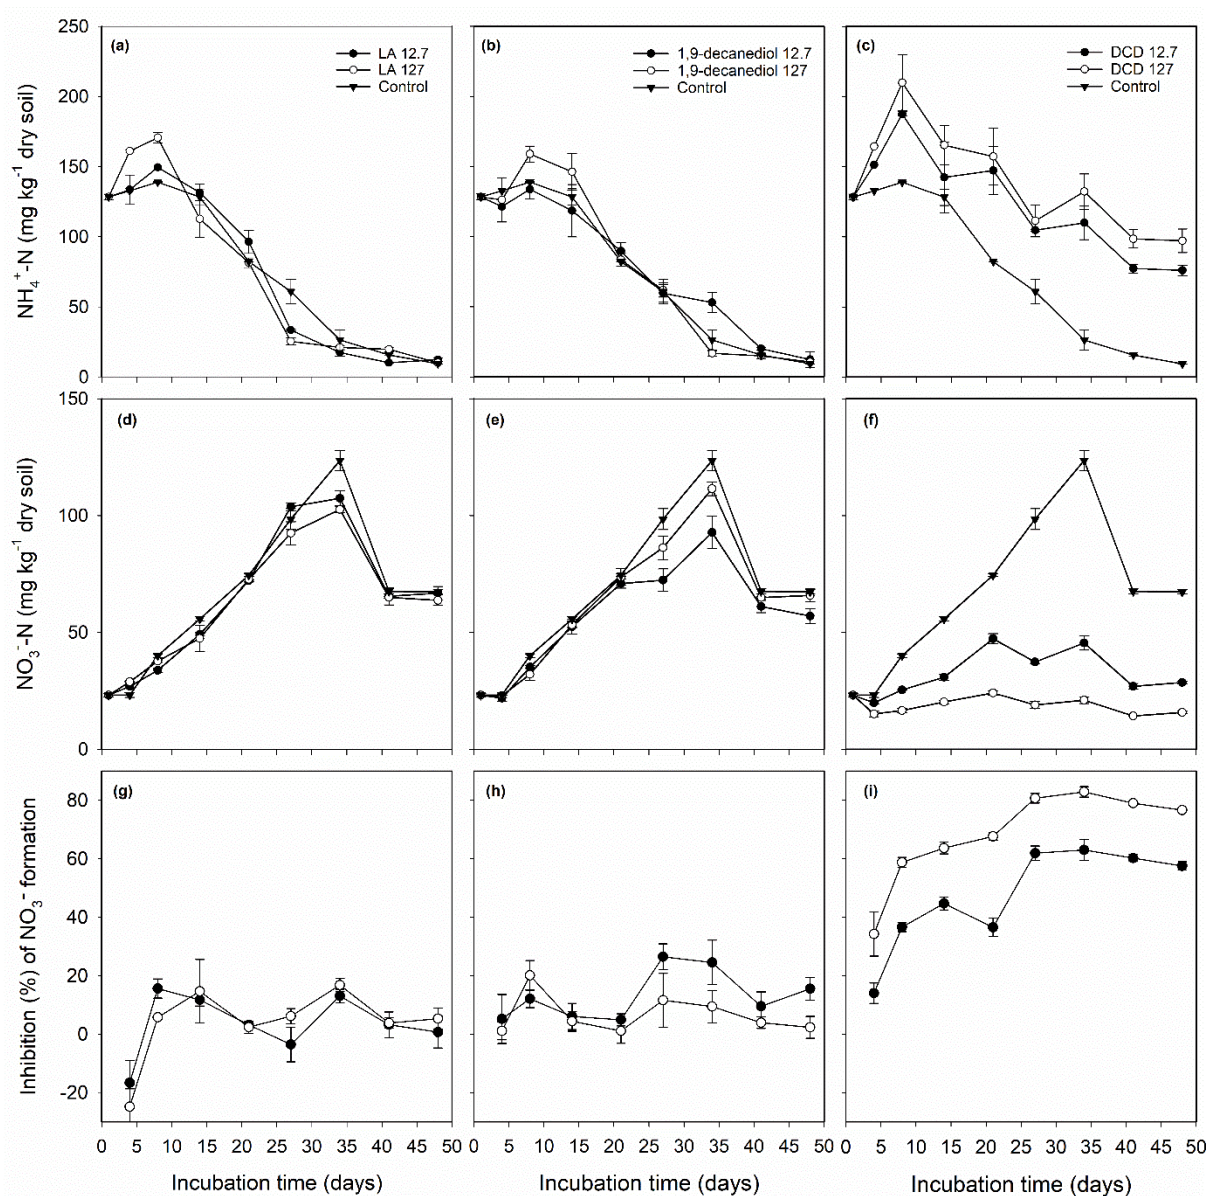 250
200
150
100
50
0
NH₄⁺-N (mg kg⁻¹ dry soil)
(a)
LA 12.7
LA 127
Control
(b)
1,9-decanediol 12.7
1,9-decanediol 127
Control
(c)
DCD 12.7
DCD 127
Control
150
100
50
0
NO₃⁻-N (mg kg⁻¹ dry soil)
(d)
(e)
(f)
80
60
40
20
0
-20
Inhibition (%) of NO₃⁻ formation
(g)
(h)
(i)
0 5 10 15 20 25 30 35 40 45 50
0 5 10 15 20 25 30 35 40 45 50
0 5 10 15 20 25 30 35 40 45 50
Incubation time (days)
Incubation time (days)
Incubation time (days)